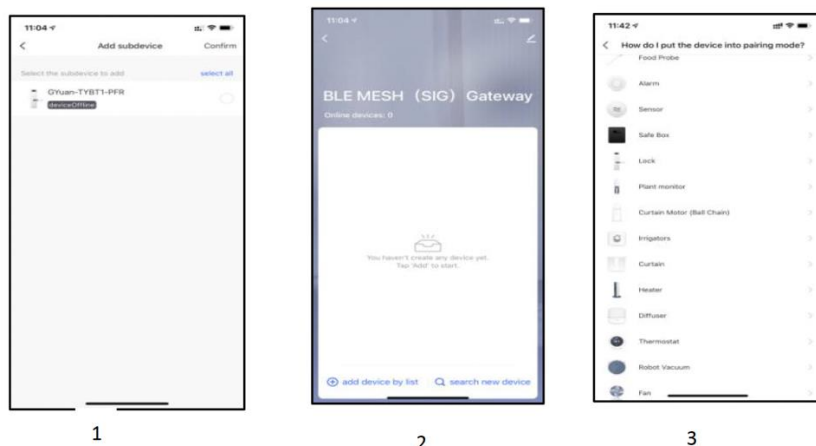 11:04
Add subdevice
Confirm
Select the subdevice to add
select all
GYuan-TYBT1-PFR
deviceOffline
1
11:04
BLE MESH（SIG）Gateway
Online devices: 0
You haven't create any device yet.
Tap 'Add' to start.
add device by list
search new device
2
11:42
How do I put the device into pairing mode?
Food Probe
Alarm
Sensor
Safe Box
Lock
Plant monitor
Curtain Motor (Ball Chain)
Irrigators
Curtain
Heater
Diffuser
Thermostat
Robot Vacuum
Fan
3